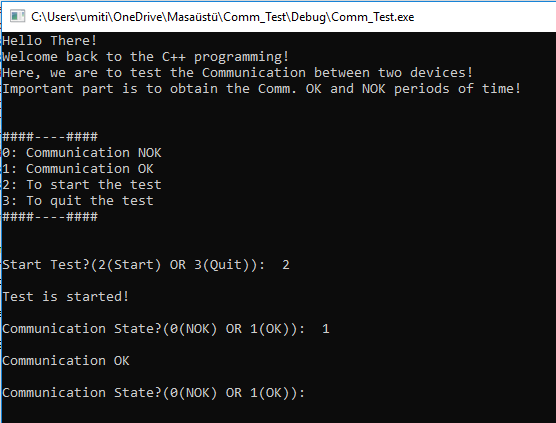 C:\Users\umiti\OneDrive\Masaüstü\Comm_Test\Debug\Comm_Test.exe
Hello There!
Welcome back to the C++ programming!
Here, we are to test the Communication between two devices!
Important part is to obtain the Comm. OK and NOK periods of time!
####----####
0: Communication NOK
1: Communication OK
2: To start the test
3: To quit the test
####----####
Start Test?(2(Start) OR 3(Quit)):  2
Test is started!
Communication State?(0(NOK) OR 1(OK)):  1
Communication OK
Communication State?(0(NOK) OR 1(OK)):